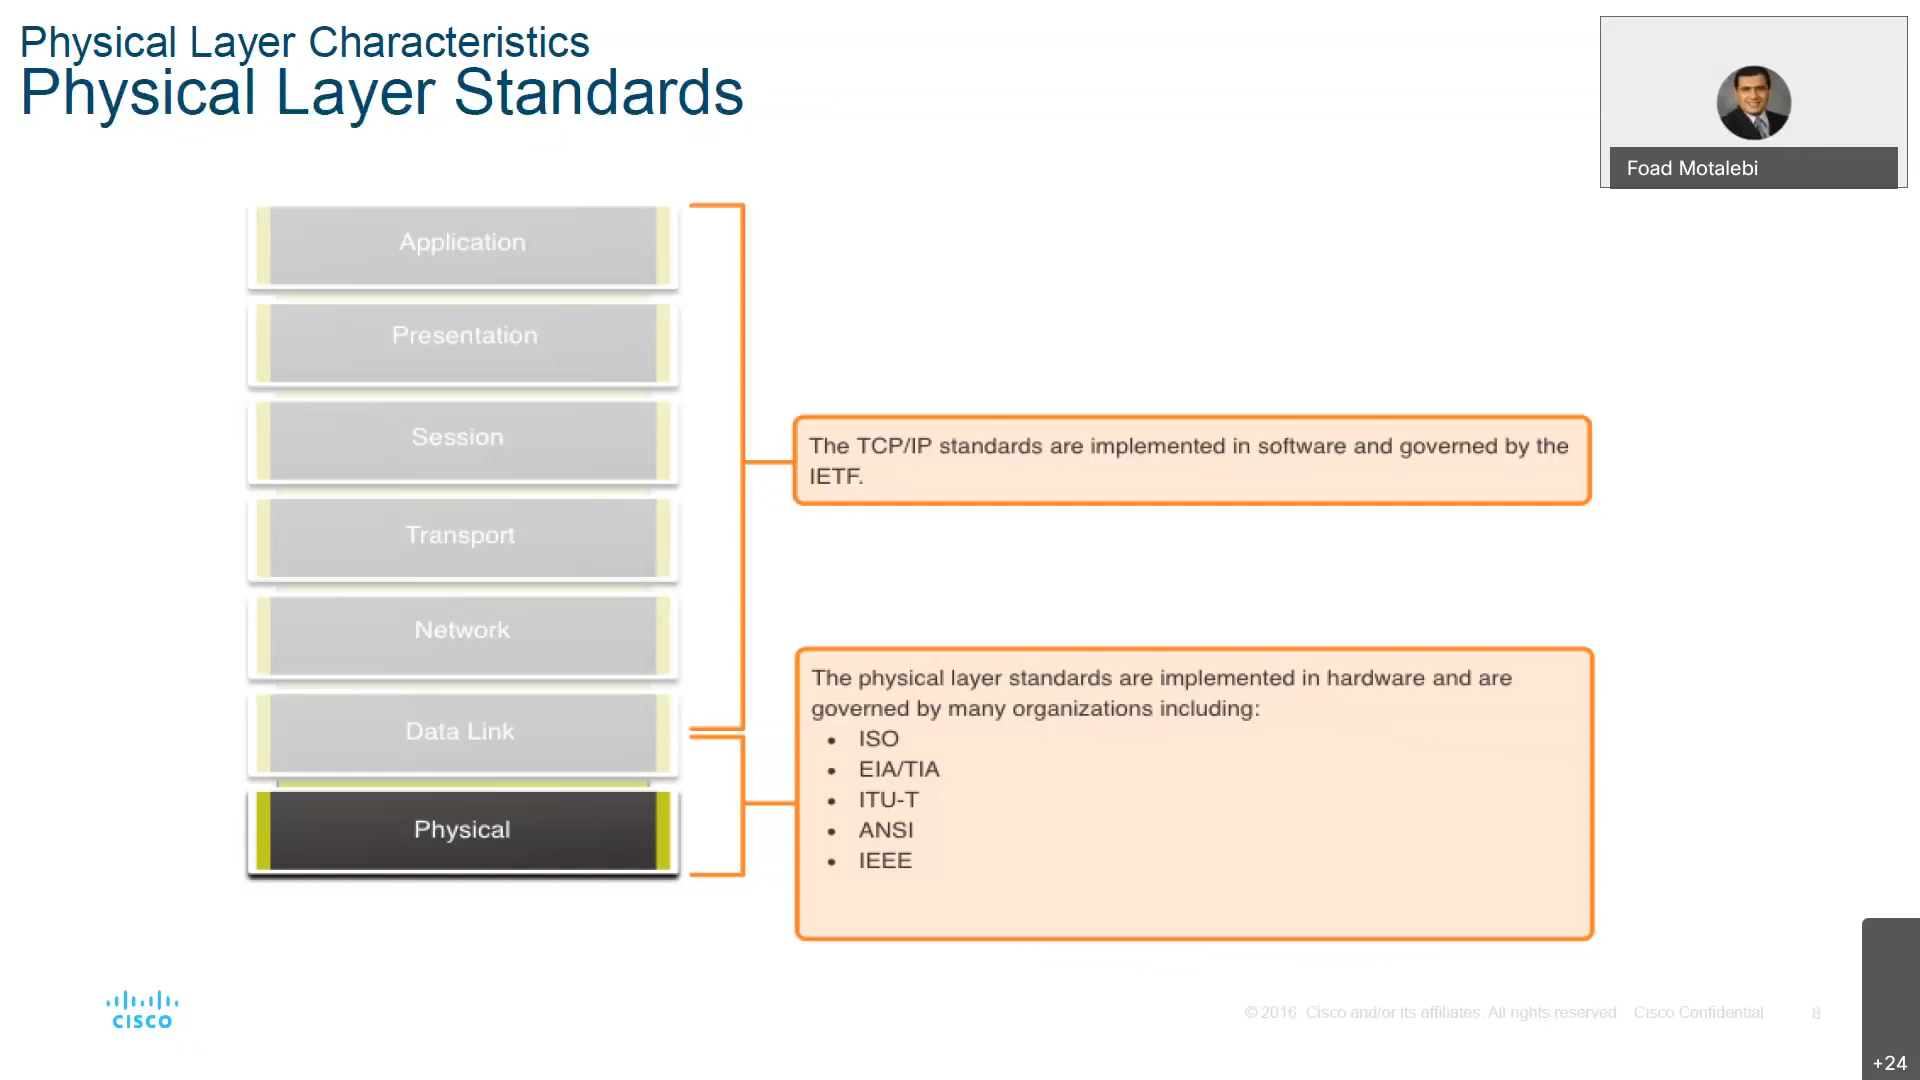 Physical Layer Characteristics
Physical Layer Standards
Foad Motalebi
Application
Presentation
Session
Transport
Network
Data Link
Physical
The TCP/IP standards are implemented in software and governed by the
IETF.
The physical layer standards are implemented in hardware and are
governed by many organizations including:
• ISO
• EIA/TIA
• ITU-T
• ANSI
• IEEE
CISCO
© 2016 Cisco and/or its affiliates. All rights reserved. Cisco Confidential 8
+24